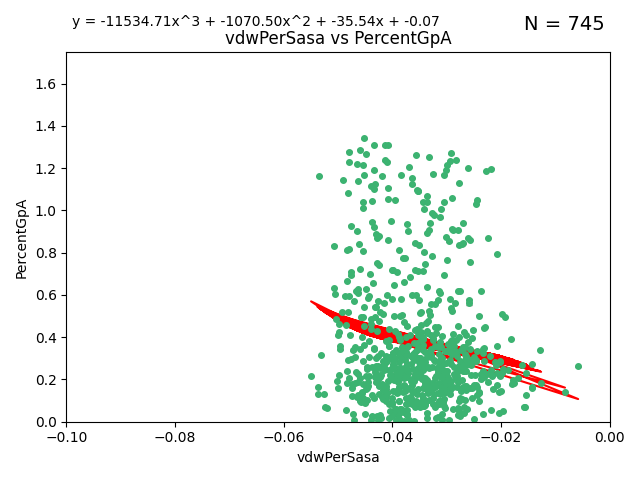 y = -11534.71x^3 + -1070.50x^2 + -35.54x + -0.07
N = 745
vdwPerSasa vs PercentGpA
1.6
1.4
1.2
1.0
0.8
0.6
0.4
0.2
0.0
PercentGpA
−0.10 −0.08 −0.06 −0.04 −0.02 0.00
vdwPerSasa